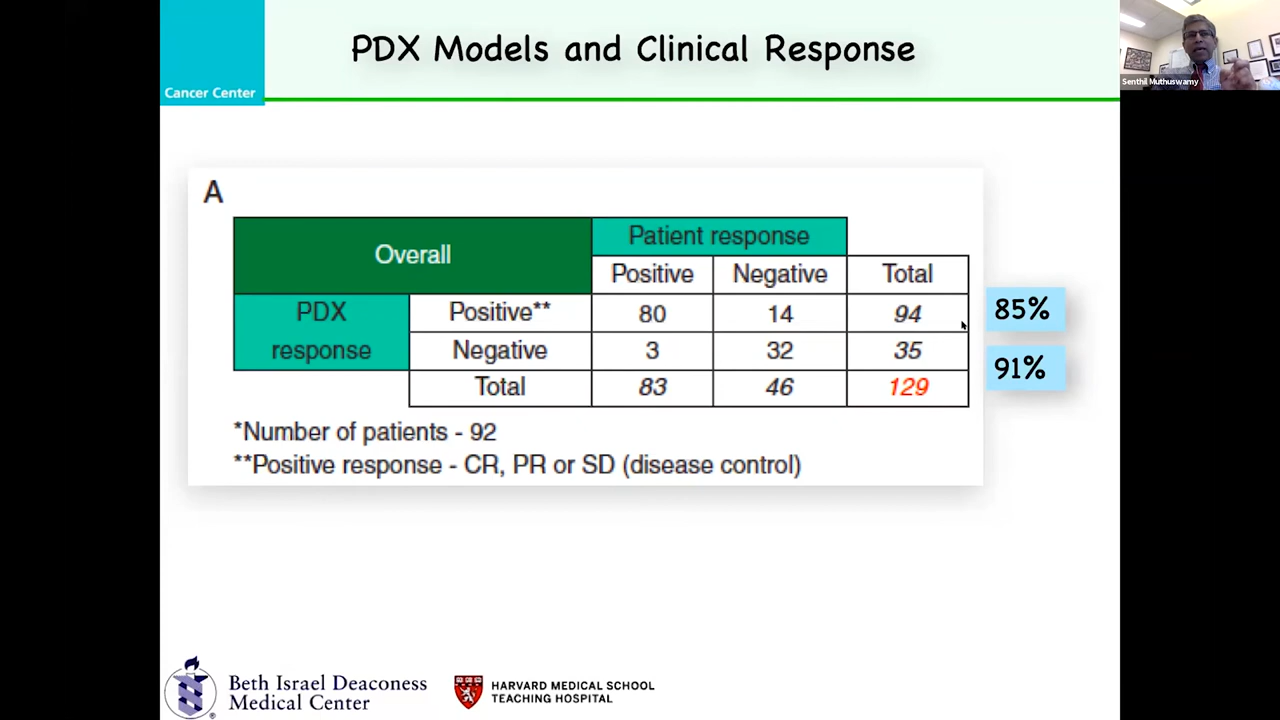 PDX Models and Clinical Response
Cancer Center
Senthil Muthuswamy
A
Overall
Patient response
Positive Negative Total
PDX response
Positive** 80 14 94
85%
Negative 3 32 35
91%
Total 83 46 129
*Number of patients - 92
**Positive response - CR, PR or SD (disease control)
Beth Israel Deaconess
Medical Center
HARVARD MEDICAL SCHOOL
TEACHING HOSPITAL